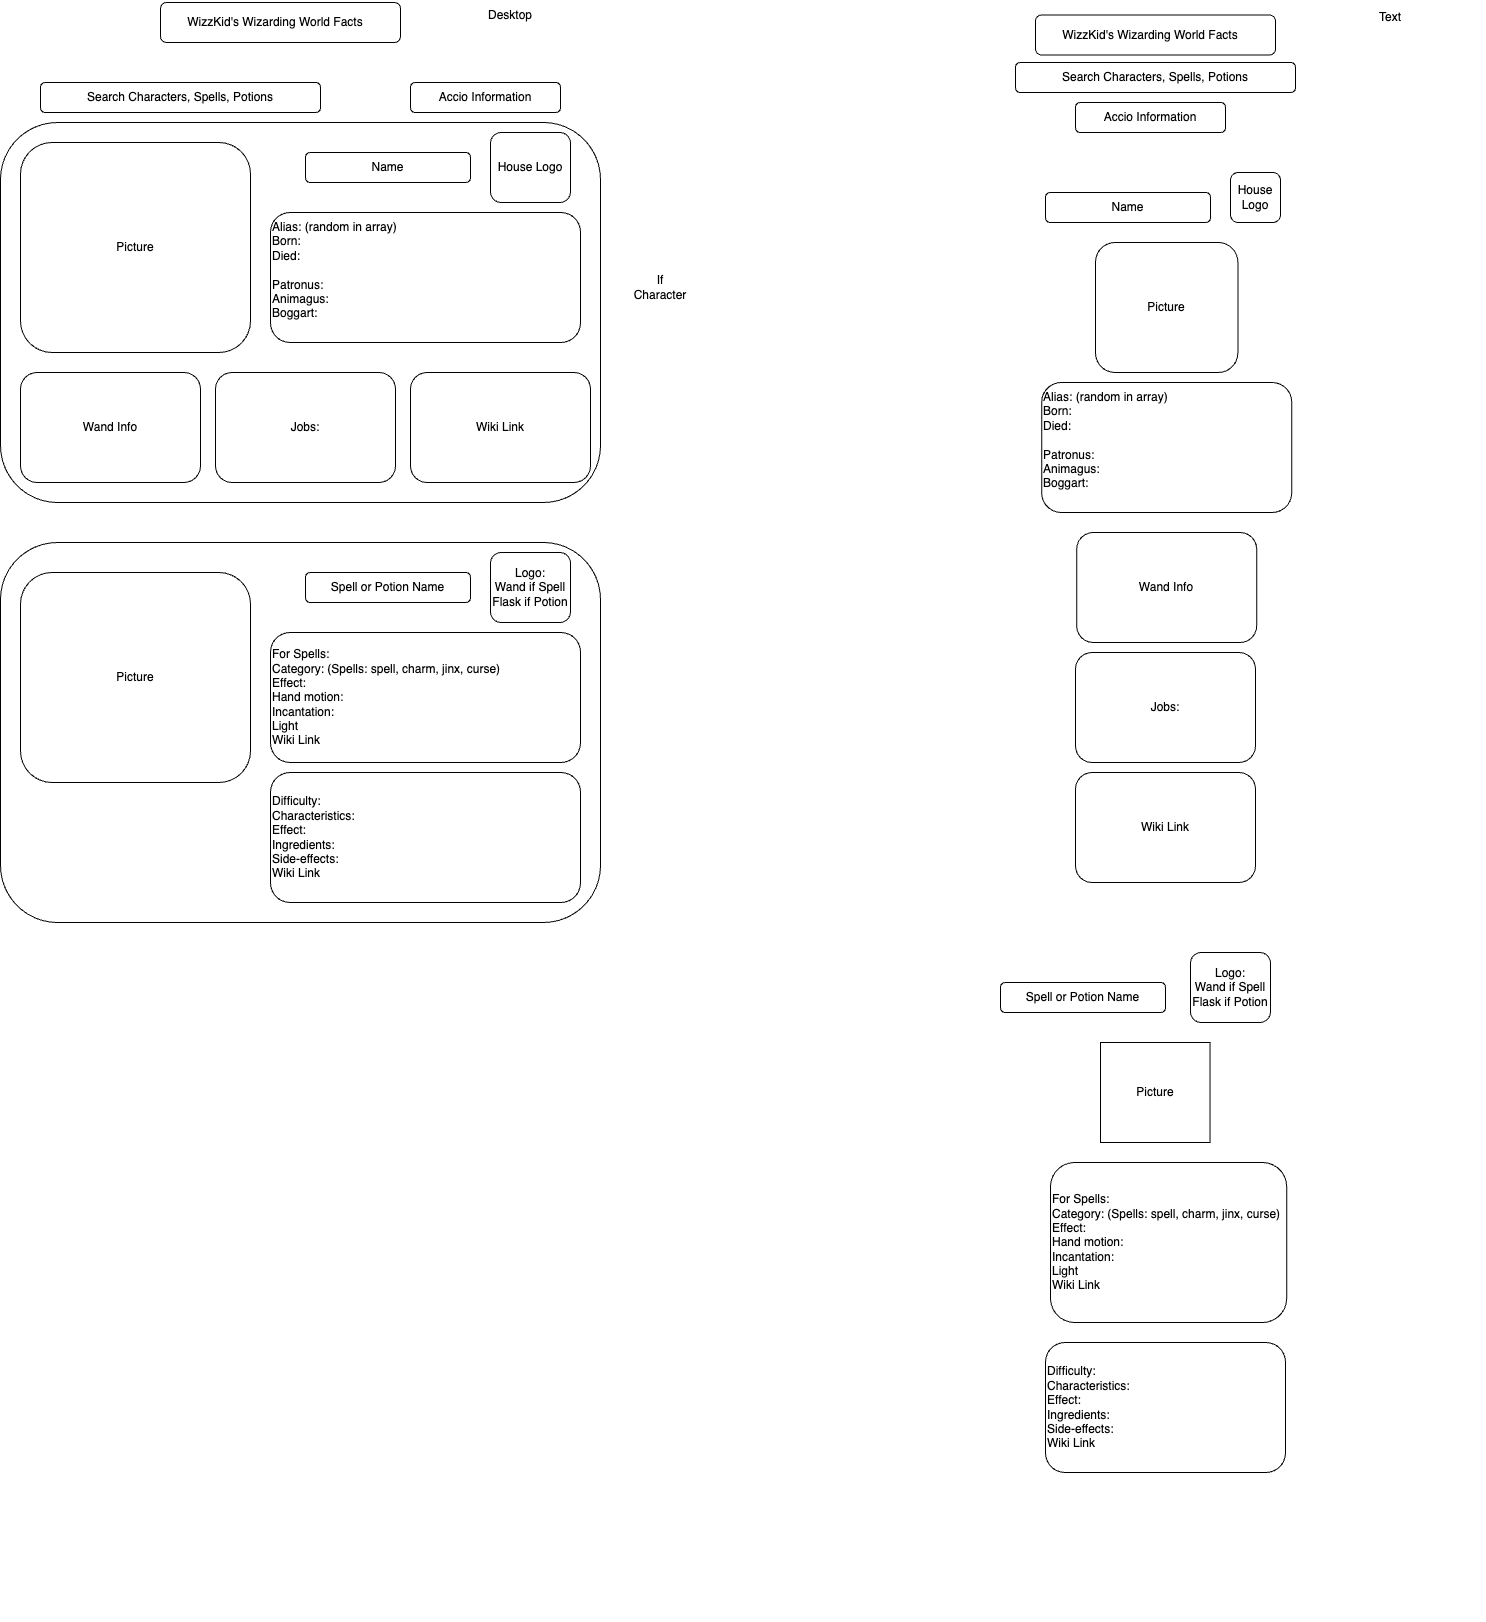 WizzKid's Wizarding World Facts
Desktop
Search Characters, Spells, Potions
Accio Information
Picture
Name
House Logo
Alias: (random in array)
Born:
Died:
Patronus:
Animagus:
Boggart:
If
Character
Wand Info
Jobs:
Wiki Link
Picture
Spell or Potion Name
Logo:
Wand if Spell
Flask if Potion
For Spells:
Category: (Spells: spell, charm, jinx, curse)
Effect:
Hand motion:
Incantation:
Light
Wiki Link
Difficulty:
Characteristics:
Effect:
Ingredients:
Side-effects:
Wiki Link
Text
WizzKid's Wizarding World Facts
Search Characters, Spells, Potions
Accio Information
Name
House
Logo
Picture
Alias: (random in array)
Born:
Died:
Patronus:
Animagus:
Boggart:
Wand Info
Jobs:
Wiki Link
Spell or Potion Name
Logo:
Wand if Spell
Flask if Potion
Picture
For Spells:
Category: (Spells: spell, charm, jinx, curse)
Effect:
Hand motion:
Incantation:
Light
Wiki Link
Difficulty:
Characteristics:
Effect:
Ingredients:
Side-effects:
Wiki Link